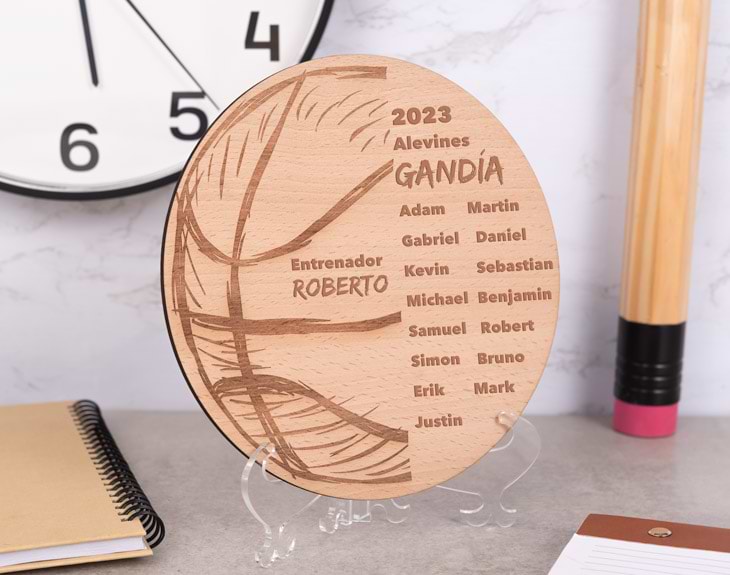 4
5
6
2023
Alevines
GANDÍA
Entrenador
ROBERTO
Adam Martin
Gabriel Daniel
Kevin Sebastian
Michael Benjamin
Samuel Robert
Simon Bruno
Erik Mark
Justin